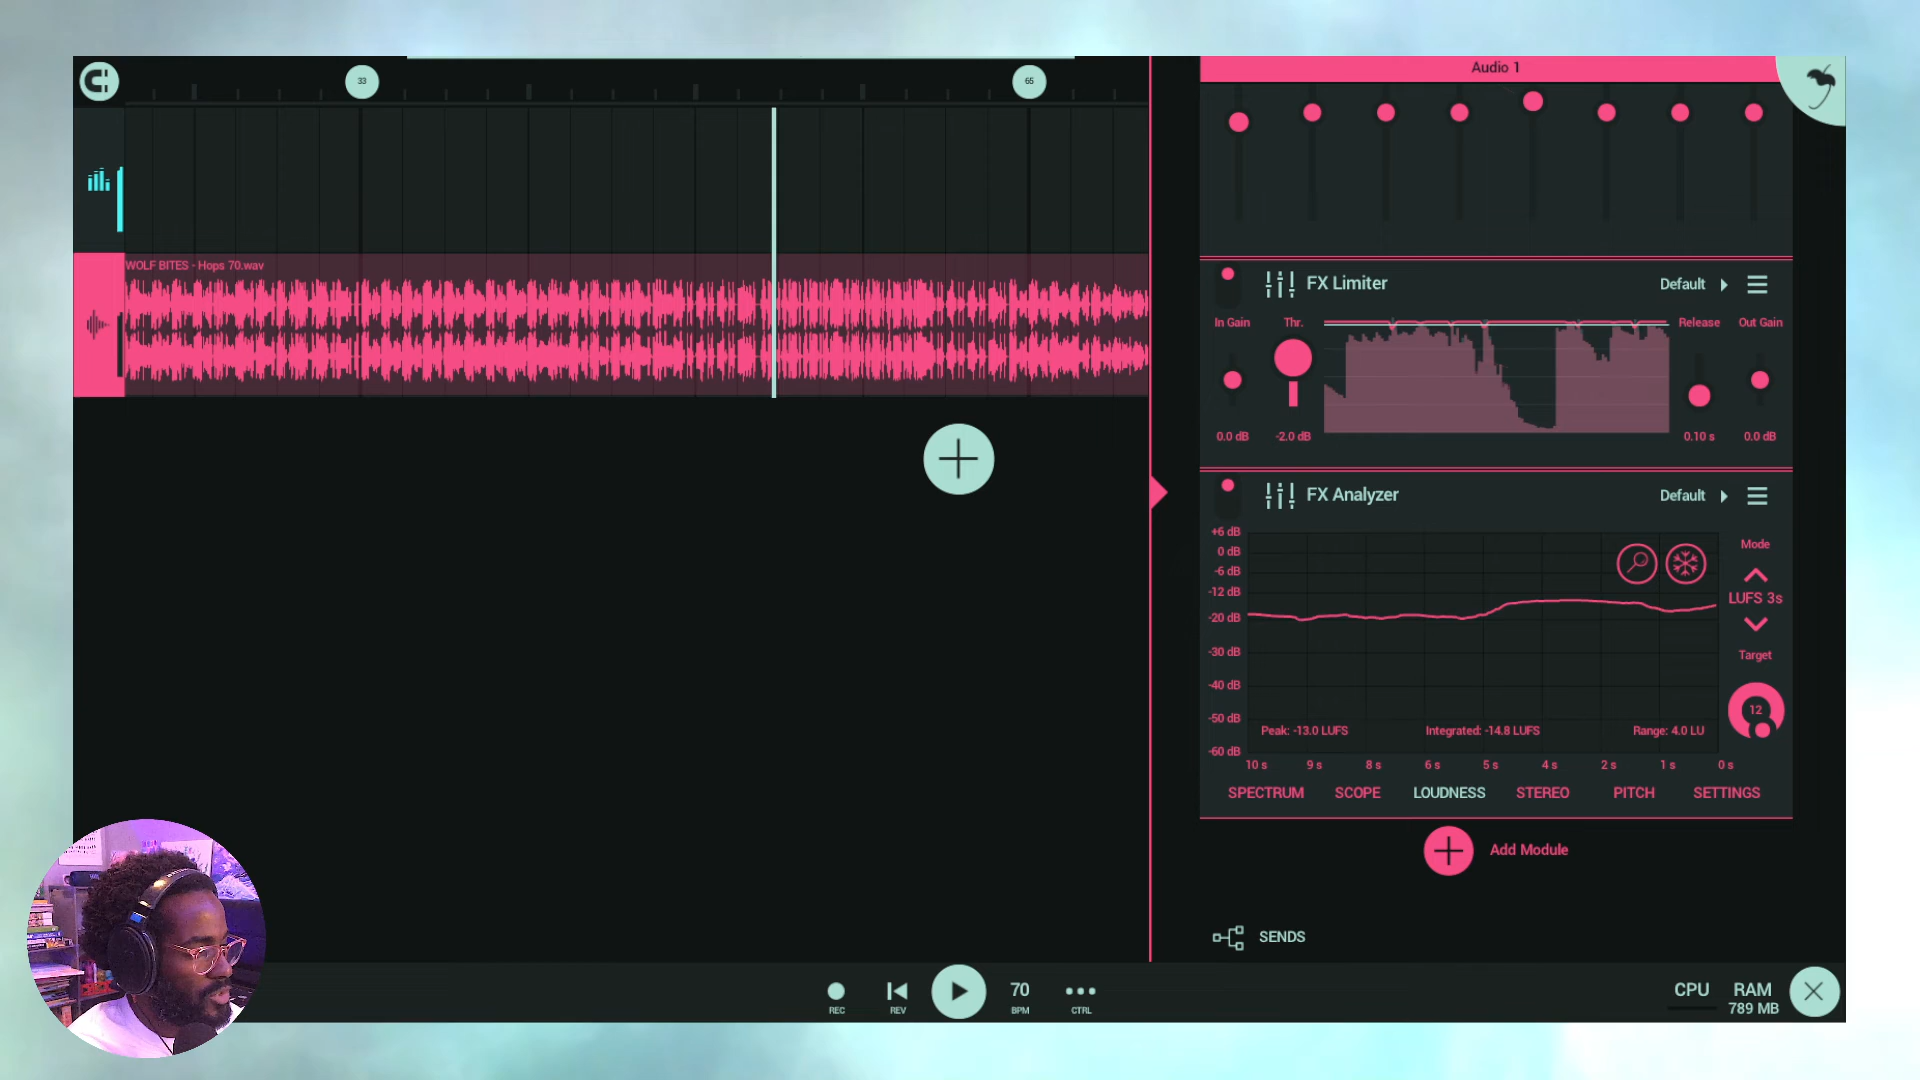 33
65
Audio 1
WOLF BITES - Hops 70.wav
FX Limiter
Default
In Gain
Thr.
Release
Out Gain
0.0 dB
-2.0 dB
0.10 s
0.0 dB
FX Analyzer
Default
+6 dB
0 dB
-6 dB
-12 dB
-20 dB
-30 dB
-40 dB
-50 dB
-60 dB
Mode
LUFS 3s
Target
12
Peak: -13.0 LUFS
Integrated: -14.8 LUFS
Range: 4.0 LU
10 s
9 s
8 s
6 s
5 s
4 s
2 s
1 s
0 s
SPECTRUM
SCOPE
LOUDNESS
STEREO
PITCH
SETTINGS
Add Module
SENDS
REC
REV
70
BPM
CTRL
CPU
RAM
789 MB